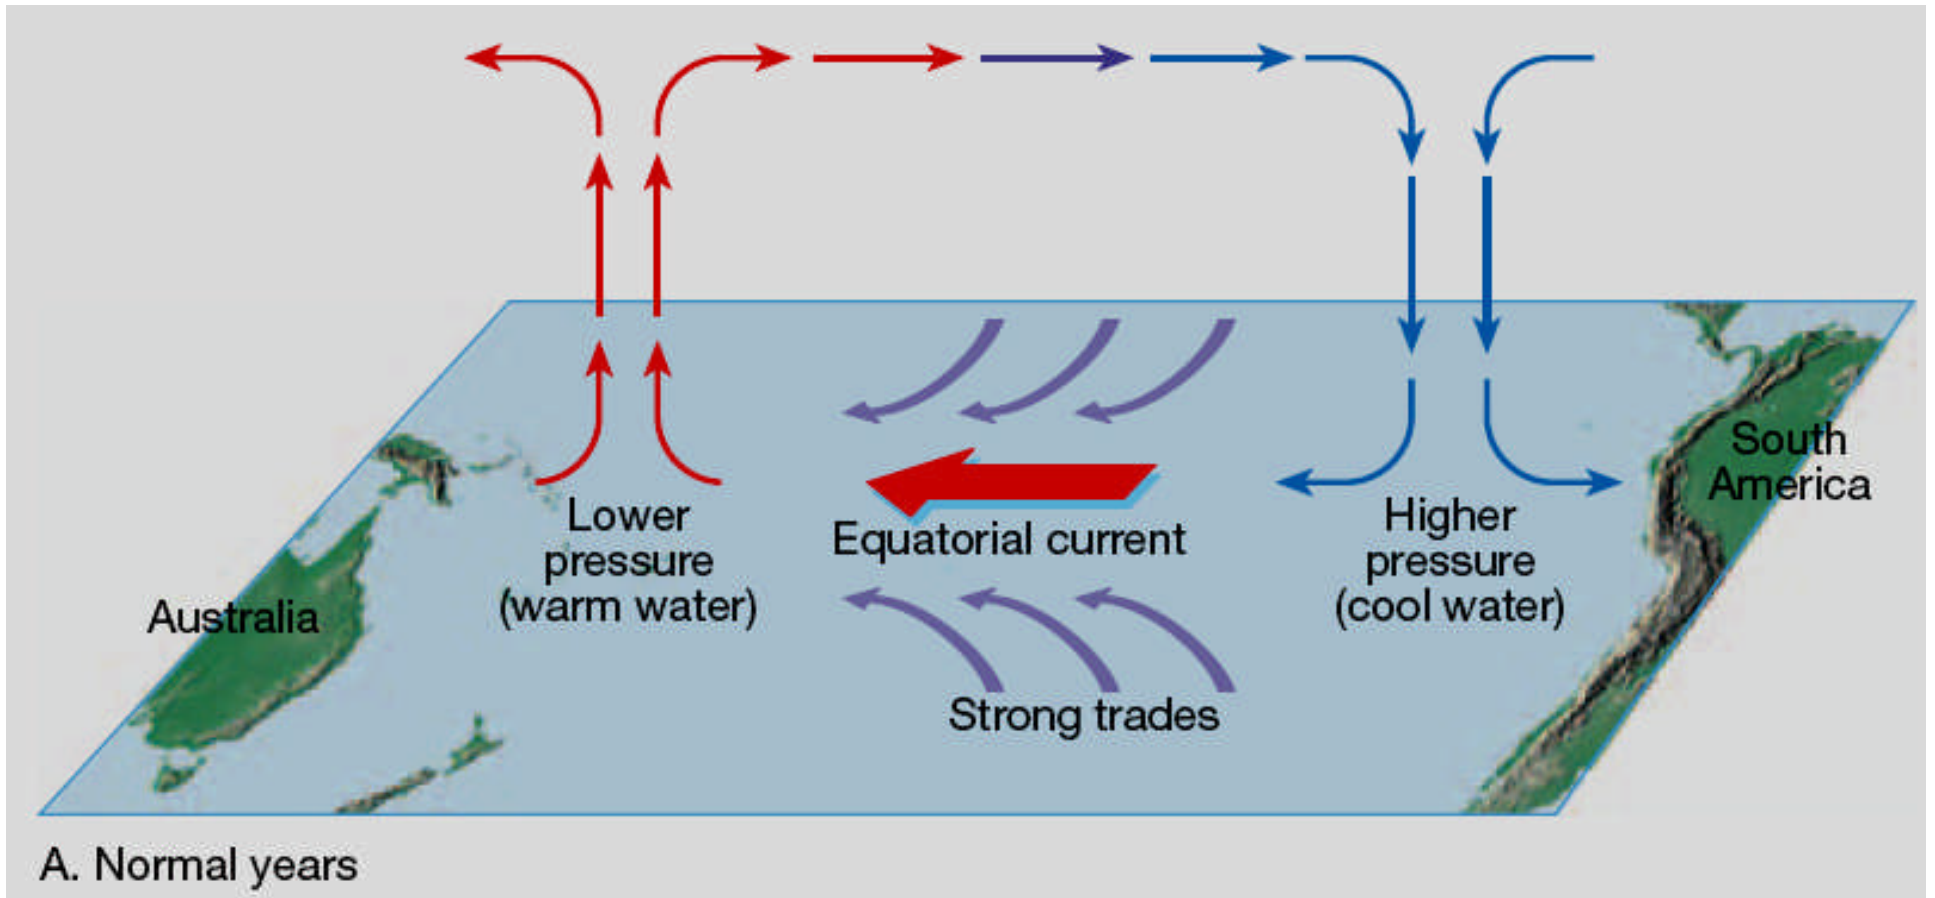 South
America
Lower
pressure
(warm water)
Equatorial current
Higher
pressure
(cool water)
Australia
Strong trades
A. Normal years